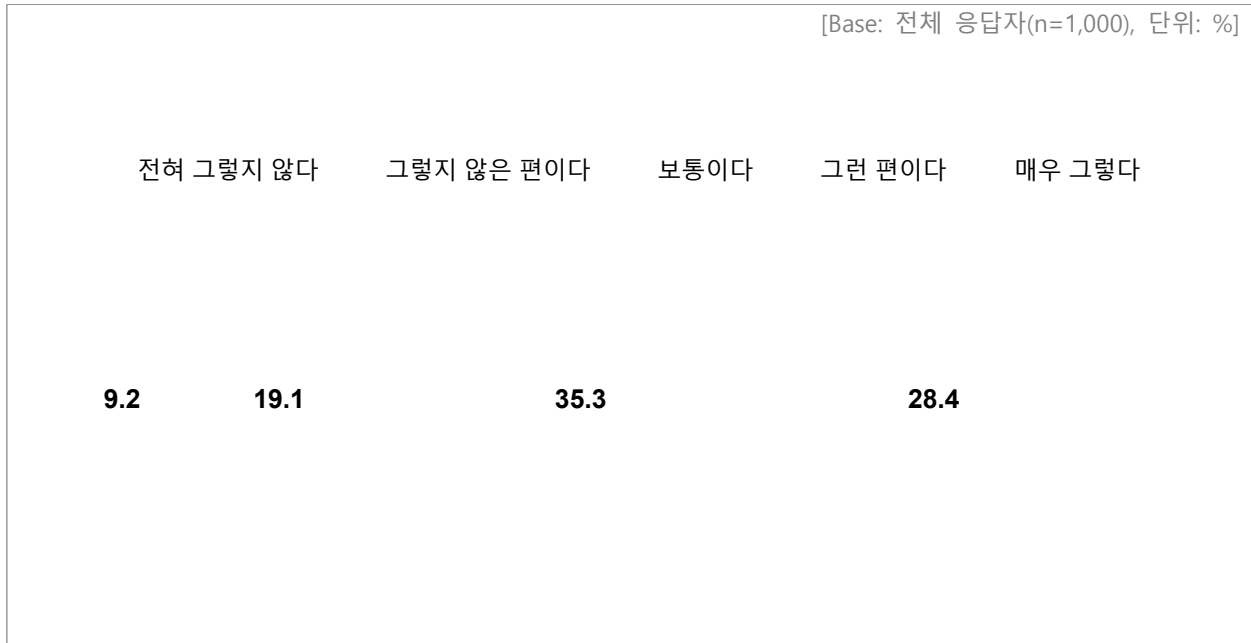 [Base: 전체 응답자(n=1,000), 단위: %]
전혀 그렇지 않다 그렇지 않은 편이다 보통이다 그런 편이다 매우 그렇다
9.2 19.1 35.3 28.4